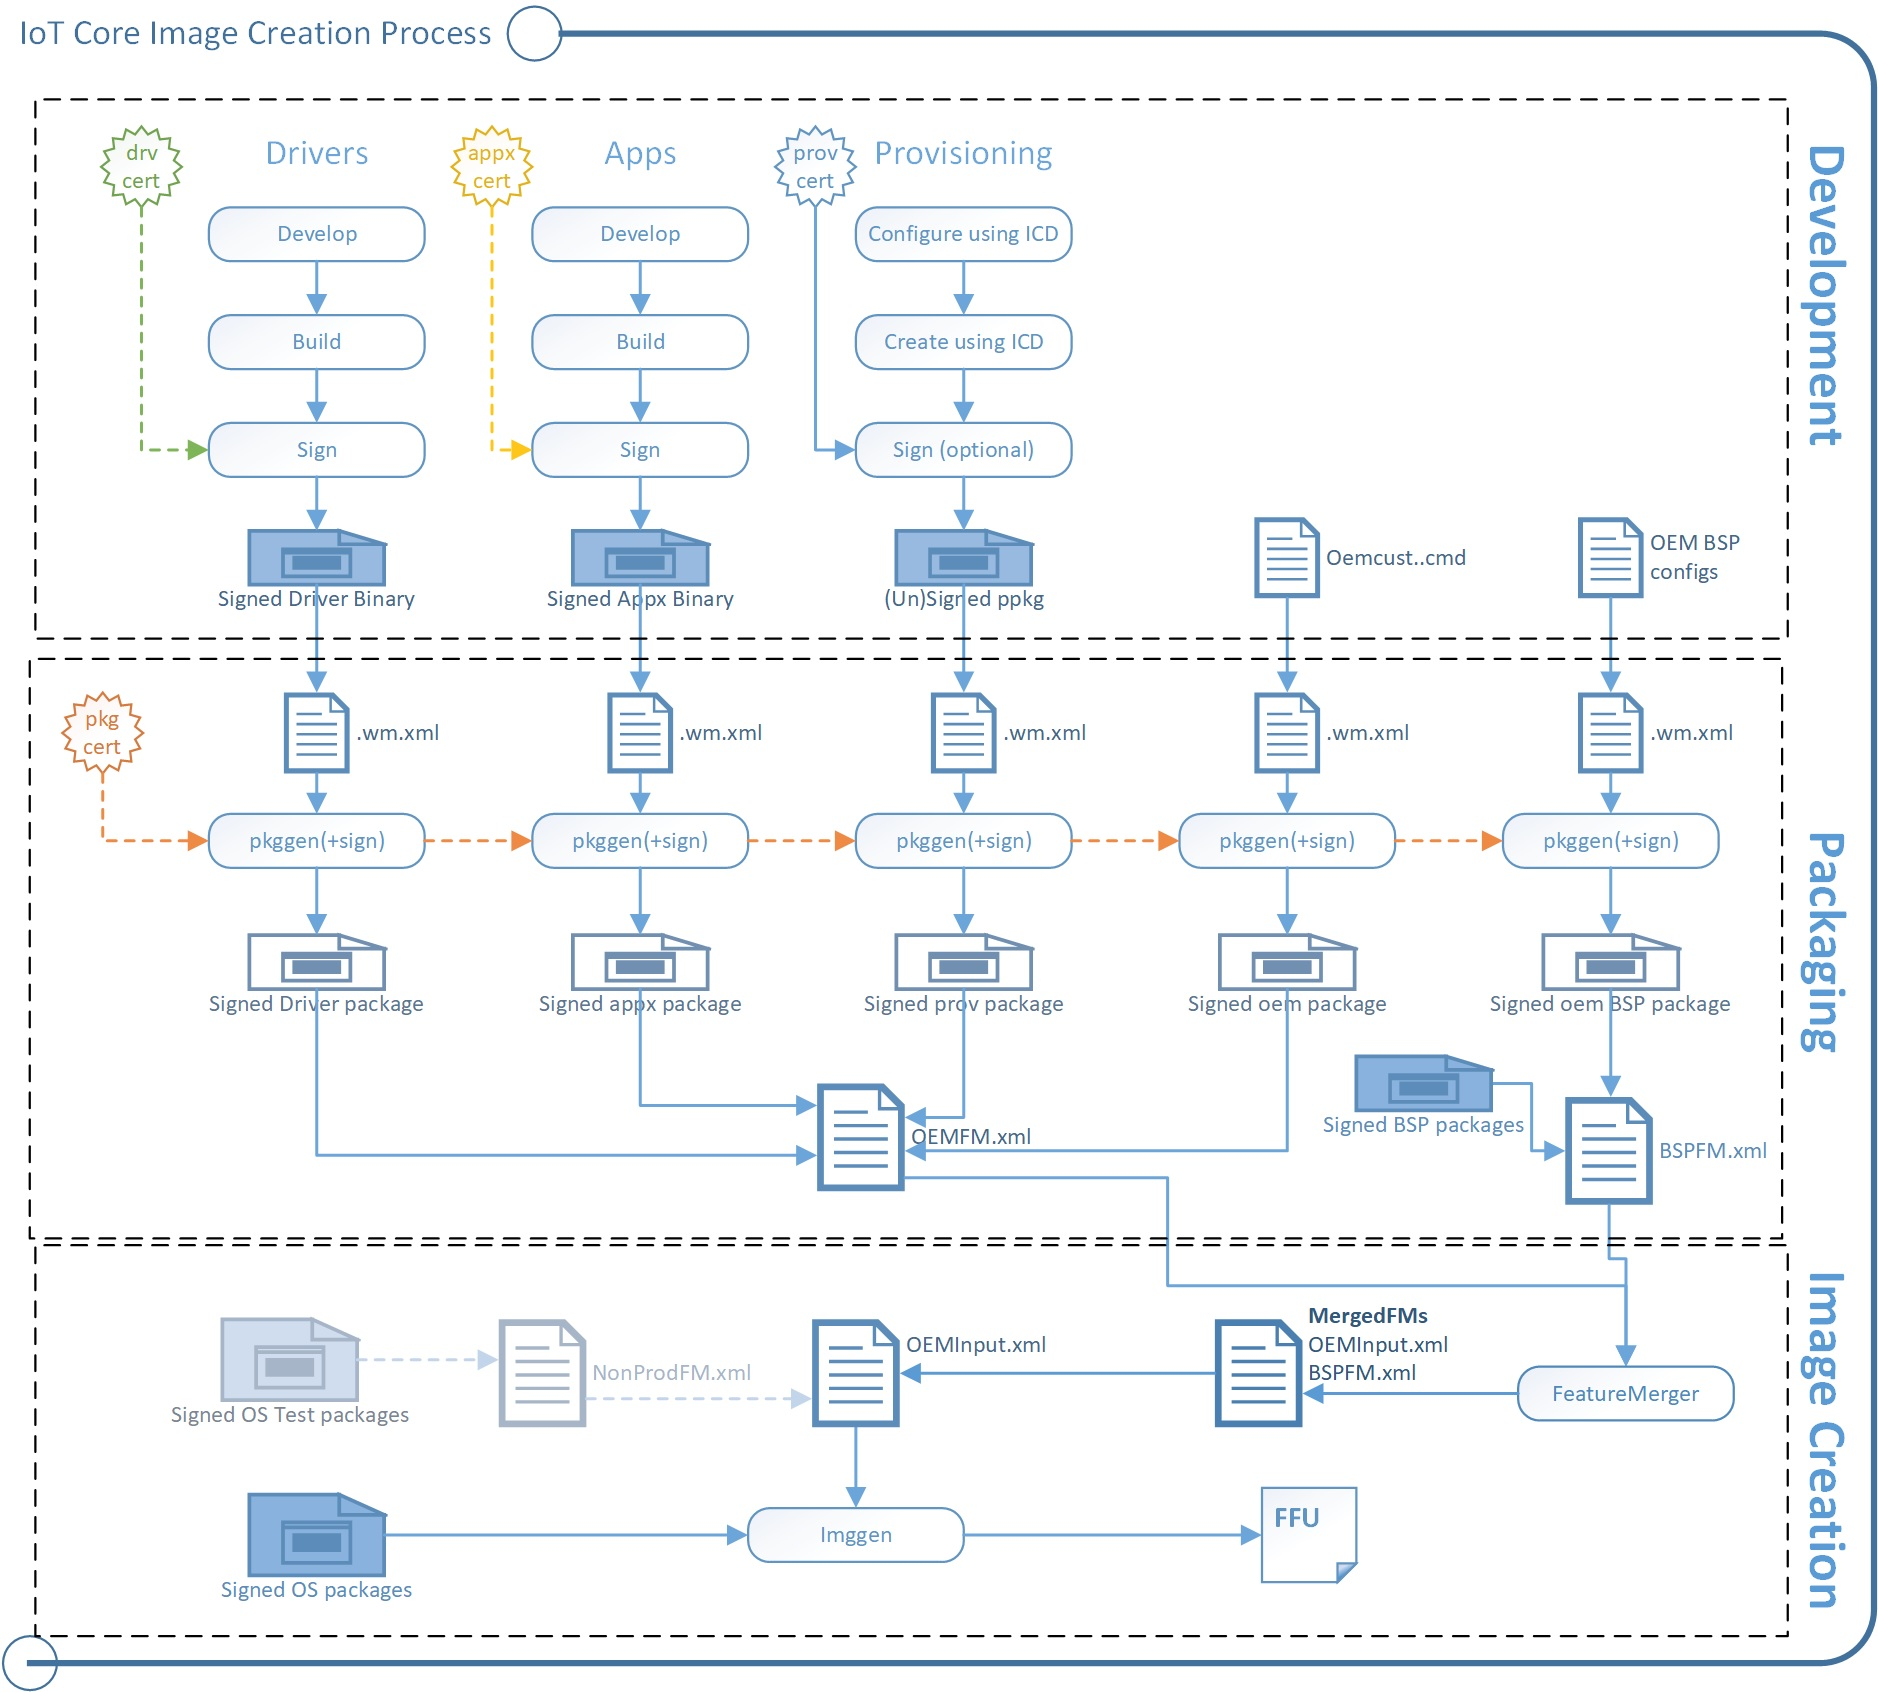 IoT Core Image Creation Process
Development
drv
cert
Drivers
appx
cert
Apps
prov
cert
Provisioning
Develop
Develop
Configure using ICD
Build
Build
Create using ICD
Sign
Sign
Sign (optional)
Signed Driver Binary
Signed Appx Binary
(Un)Signed ppkg
Oemcust..cmd
OEM BSP
configs
Packaging
pkg
cert
.wm.xml
.wm.xml
.wm.xml
.wm.xml
.wm.xml
pkggen(+sign)
pkggen(+sign)
pkggen(+sign)
pkggen(+sign)
pkggen(+sign)
Signed Driver package
Signed appx package
Signed prov package
Signed oem package
Signed oem BSP package
OEMFM.xml
Signed BSP packages
BSPFM.xml
Image Creation
Signed OS Test packages
NonProdFM.xml
OEMInput.xml
MergedFMs
OEMInput.xml
BSPFM.xml
FeatureMerger
Signed OS packages
Imggen
FFU